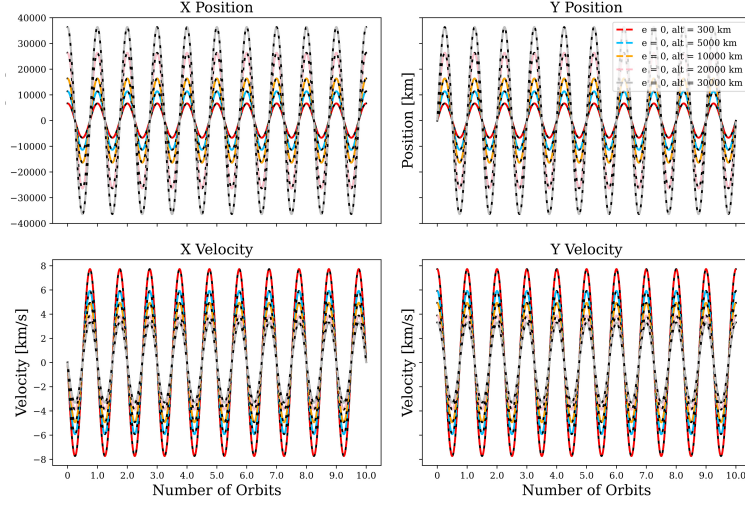 X Position
Y Position
40000
30000
20000
10000
0
−10000
−20000
−30000
−40000
Position [km]
e = 0, alt = 300 km
e = 0, alt = 5000 km
e = 0, alt = 10000 km
e = 0, alt = 20000 km
e = 0, alt = 30000 km
X Velocity
Y Velocity
8
6
4
2
0
−2
−4
−6
−8
Velocity [km/s]
Velocity [km/s]
0 1.0 2.0 3.0 4.0 5.0 6.0 7.0 8.0 9.0 10.0
0 1.0 2.0 3.0 4.0 5.0 6.0 7.0 8.0 9.0 10.0
Number of Orbits
Number of Orbits